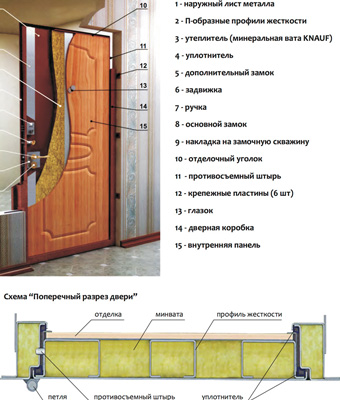 1 - наружный лист металла
2 - П-образные профили жесткости
3 - утеплитель (минеральная вата KNAUF)
4 - уплотнитель
5 - дополнительный замок
6 - задвижка
7 - ручка
8 - основной замок
9 - накладка на замочную скважину
10 - отделочный уголок
11 - противосъемный штырь
12 - крепежные пластины (6 шт)
13 - глазок
14 - дверная коробка
15 - внутренняя панель
10
11
12
13
14
15
Схема “Поперечный разрез двери”
отделка
минвата
профиль жесткости
петля
противосъемный штырь
уплотнитель